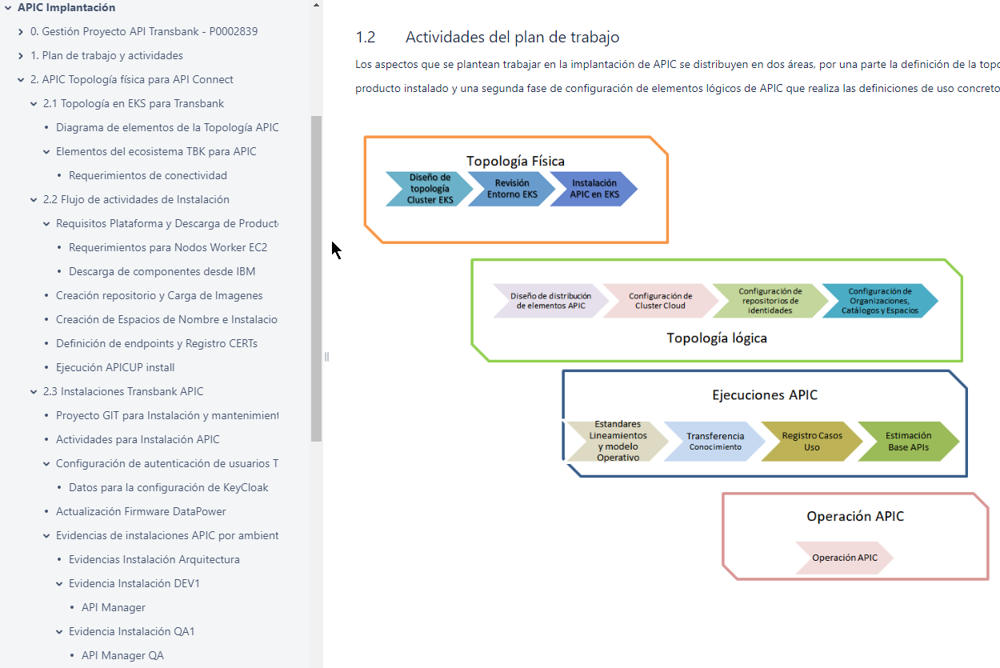 APIC Implantación
0. Gestión Proyecto API Transbank - P0002839
1. Plan de trabajo y actividades
2. APIC Topología física para API Connect
2.1 Topología en EKS para Transbank
Diagrama de elementos de la Topología APIC
Elementos del ecosistema TBK para APIC
Requerimientos de conectividad
2.2 Flujo de actividades de Instalación
Requisitos Plataforma y Descarga de Product
Requerimientos para Nodos Worker EC2
Descarga de componentes desde IBM
Creación repositorio y Carga de Imagenes
Creación de Espacios de Nombre e Instalacio
Definición de endpoints y Registro CERTs
Ejecución APICUP install
2.3 Instalaciones Transbank APIC
Proyecto GIT para Instalación y mantenimient
Actividades para Instalación APIC
Configuración de autenticación de usuarios T
Datos para la configuración de KeyCloak
Actualización Firmware DataPower
Evidencias de instalaciones APIC por ambient
Evidencias Instalación Arquitectura
Evidencia Instalación DEV1
API Manager
Evidencia Instalación QA1
API Manager QA
1.2 Actividades del plan de trabajo
Los aspectos que se plantean trabajar en la implantación de APIC se distribuyen en dos áreas, por una parte la definición de la topo
producto instalado y una segunda fase de configuración de elementos lógicos de APIC que realiza las definiciones de uso concreto
Topología Física
Diseño de
topología
Cluster EKS
Revisión
Entorno EKS
Instalación
APIC en EKS
Diseño de distribución
de elementos APIC
Configuración de
Cluster Cloud
Configuración de
repositorios de
identidades
Configuración de
Organizaciones,
Catálogos y Espacios
Topología lógica
Ejecuciones APIC
Estandares
Lineamientos
y modelo
Operativo
Transferencia
Conocimiento
Registro Casos
Uso
Estimación
Base APIs
Operación APIC
Operación APIC